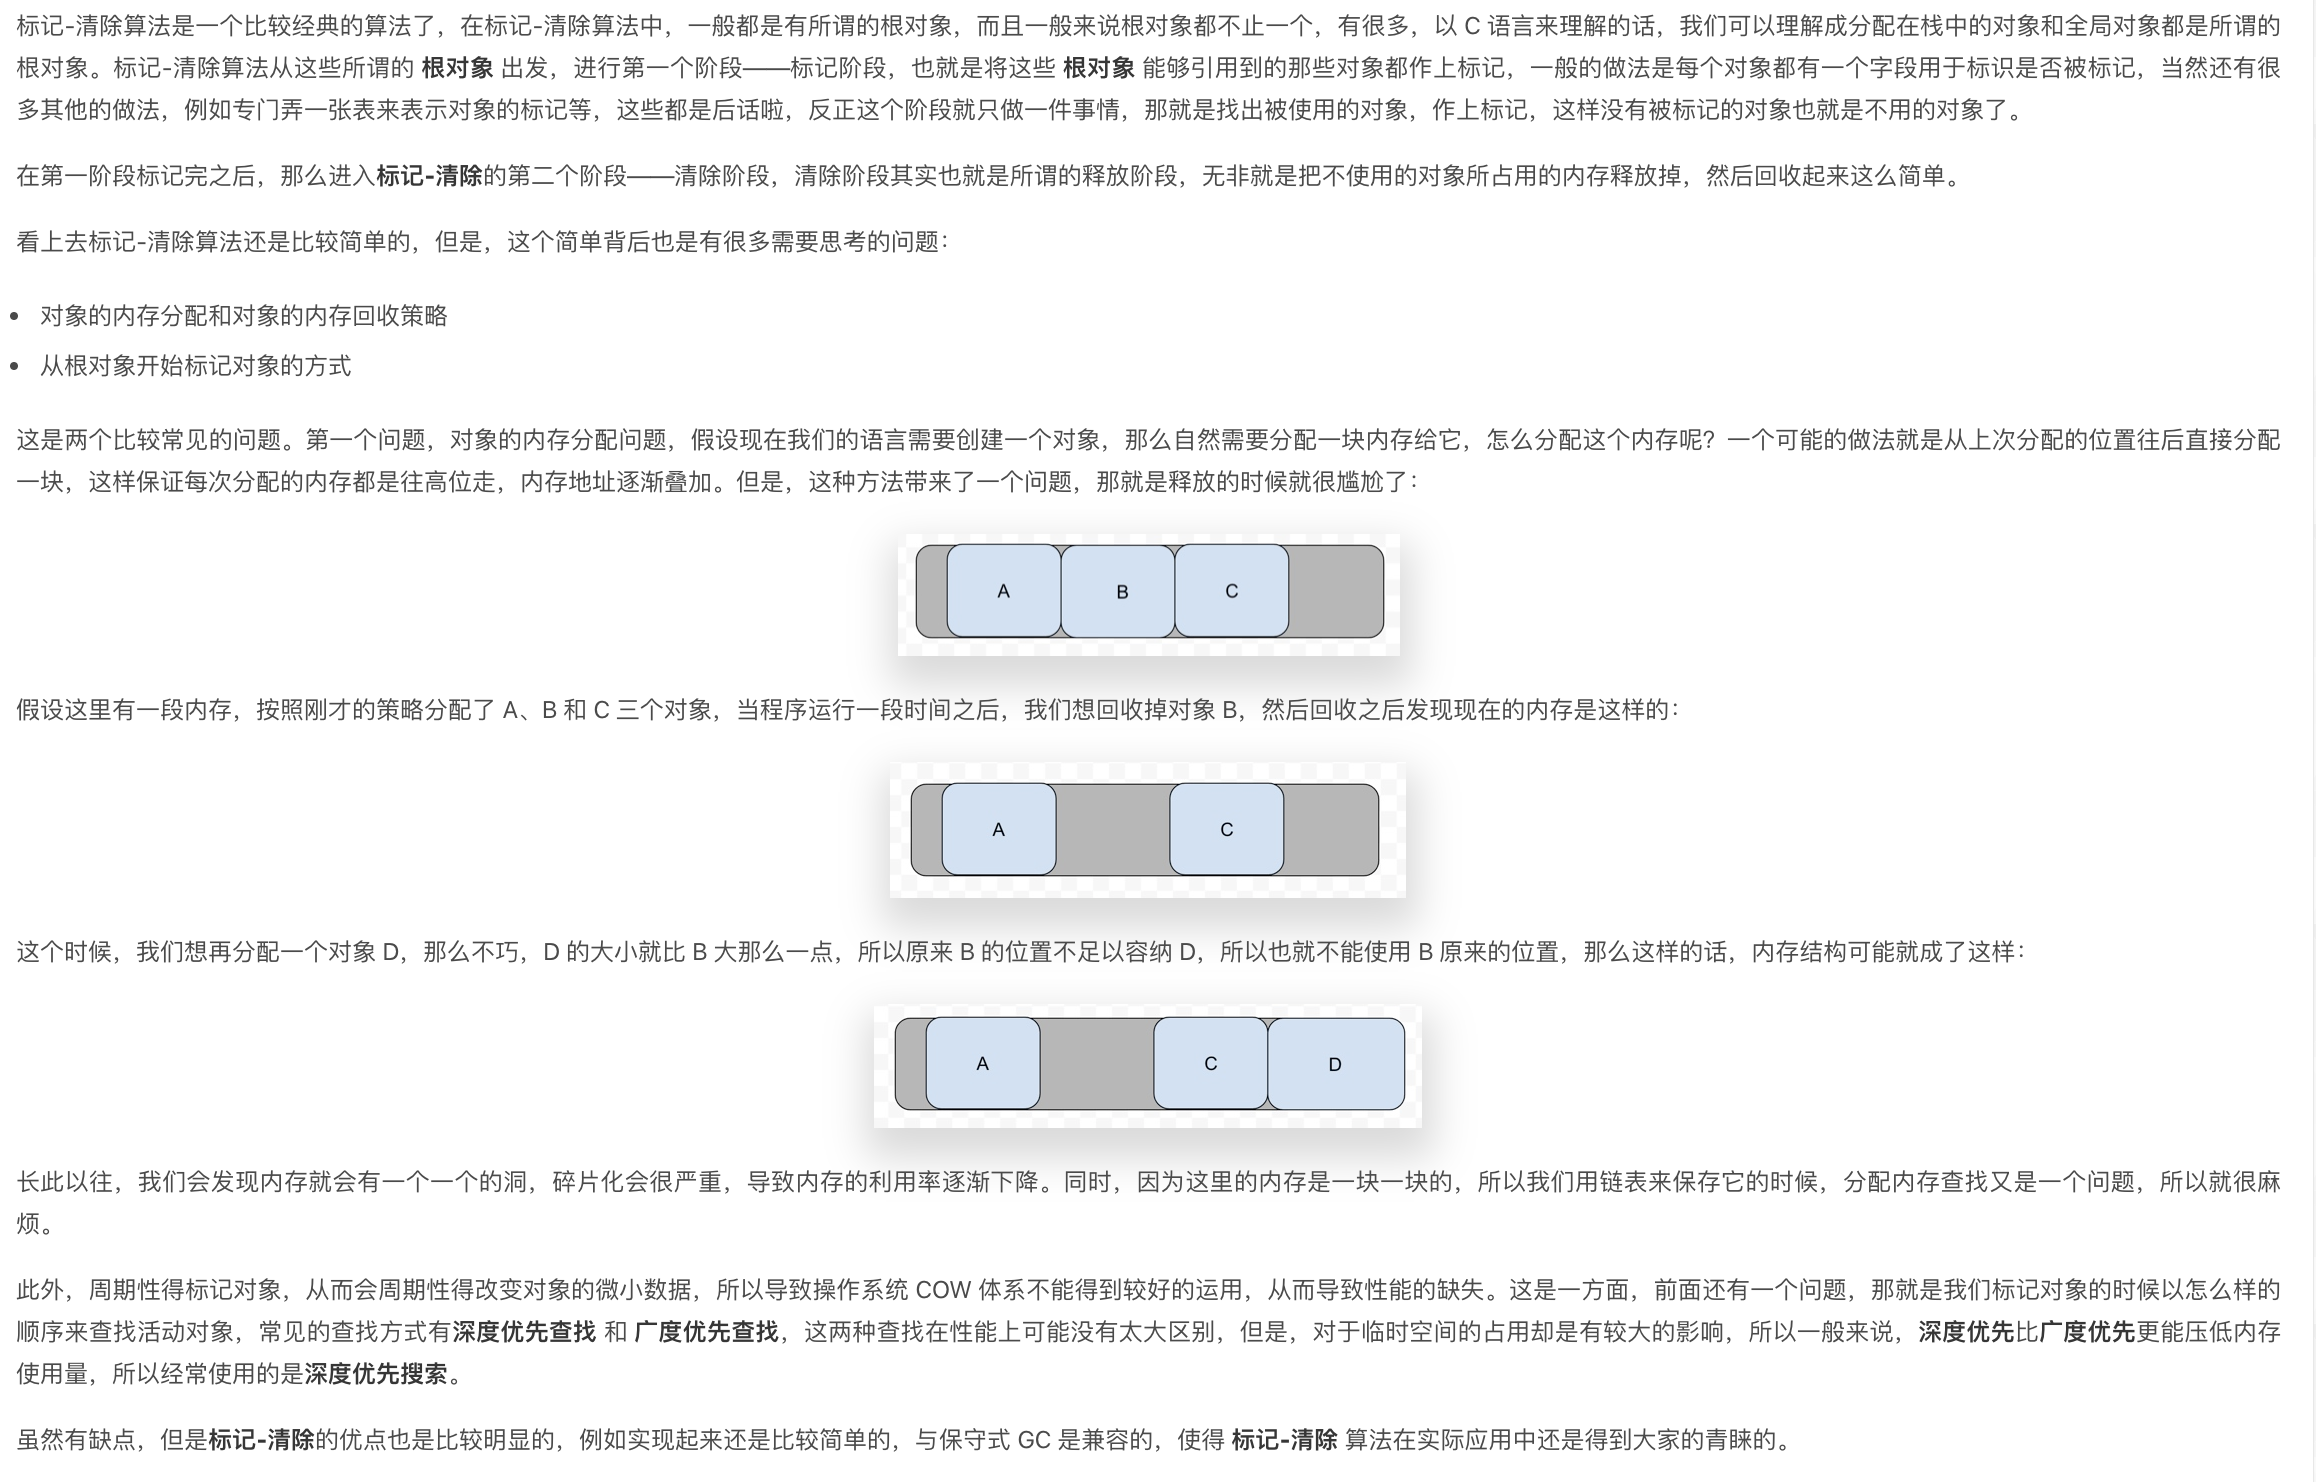 标记-清除算法是一个比较经典的算法了，在标记-清除算法中，一般都是有所谓的根对象，而且一般来说根对象都不止一个，有很多，以 C 语言来理解的话，我们可以理解成分配在栈中的对象和全局对象都是所谓的
根对象。标记-清除算法从这些所谓的 根对象 出发，进行第一个阶段——标记阶段，也就是将这些 根对象 能够引用到的那些对象都作上标记，一般的做法是每个对象都有一个字段用于标识是否被标记，当然还有很
多其他的做法，例如专门弄一张表来表示对象的标记等，这些都是后话啦，反正这个阶段就只做一件事情，那就是找出被使用的对象，作上标记，这样没有被标记的对象也就是不用的对象了。
在第一阶段标记完之后，那么进入标记-清除的第二个阶段——清除阶段，清除阶段其实也就是所谓的释放阶段，无非就是把不使用的对象所占用的内存释放掉，然后回收起来这么简单。
看上去标记-清除算法还是比较简单的，但是，这个简单背后也是有很多需要思考的问题：
• 对象的内存分配和对象的内存回收策略
• 从根对象开始标记对象的方式
这是两个比较常见的问题。第一个问题，对象的内存分配问题，假设现在我们的语言需要创建一个对象，那么自然需要分配一块内存给它，怎么分配这个内存呢？一个可能的做法就是从上次分配的位置往后直接分配
一块，这样保证每次分配的内存都是往高位走，内存地址逐渐叠加。但是，这种方法带来了一个问题，那就是释放的时候就很尴尬了：
A B C
假设这里有一段内存，按照刚才的策略分配了 A、B 和 C 三个对象，当程序运行一段时间之后，我们想回收掉对象 B，然后回收之后发现现在的内存是这样的：
A C
这个时候，我们想再分配一个对象 D，那么不巧，D 的大小就比 B 大那么一点，所以原来 B 的位置不足以容纳 D，所以也就不能使用 B 原来的位置，那么这样的话，内存结构可能就成了这样：
A C D
长此以往，我们会发现内存就会有一个一个的洞，碎片化会很严重，导致内存的利用率逐渐下降。同时，因为这里的内存是一块一块的，所以我们用链表来保存它的时候，分配内存查找又是一个问题，所以就很麻
烦。
此外，周期性得标记对象，从而会周期性得改变对象的微小数据，所以导致操作系统 COW 体系不能得到较好的运用，从而导致性能的缺失。这是一方面，前面还有一个问题，那就是我们标记对象的时候以怎么样的
顺序来查找活动对象，常见的查找方式有深度优先查找 和 广度优先查找，这两种查找在性能上可能没有太大区别，但是，对于临时空间的占用却是有较大的影响，所以一般来说，深度优先比广度优先更能压低内存
使用量，所以经常使用的是深度优先搜索。
虽然有缺点，但是标记-清除的优点也是比较明显的，例如实现起来还是比较简单的，与保守式 GC 是兼容的，使得 标记-清除 算法在实际应用中还是得到大家的青睐的。